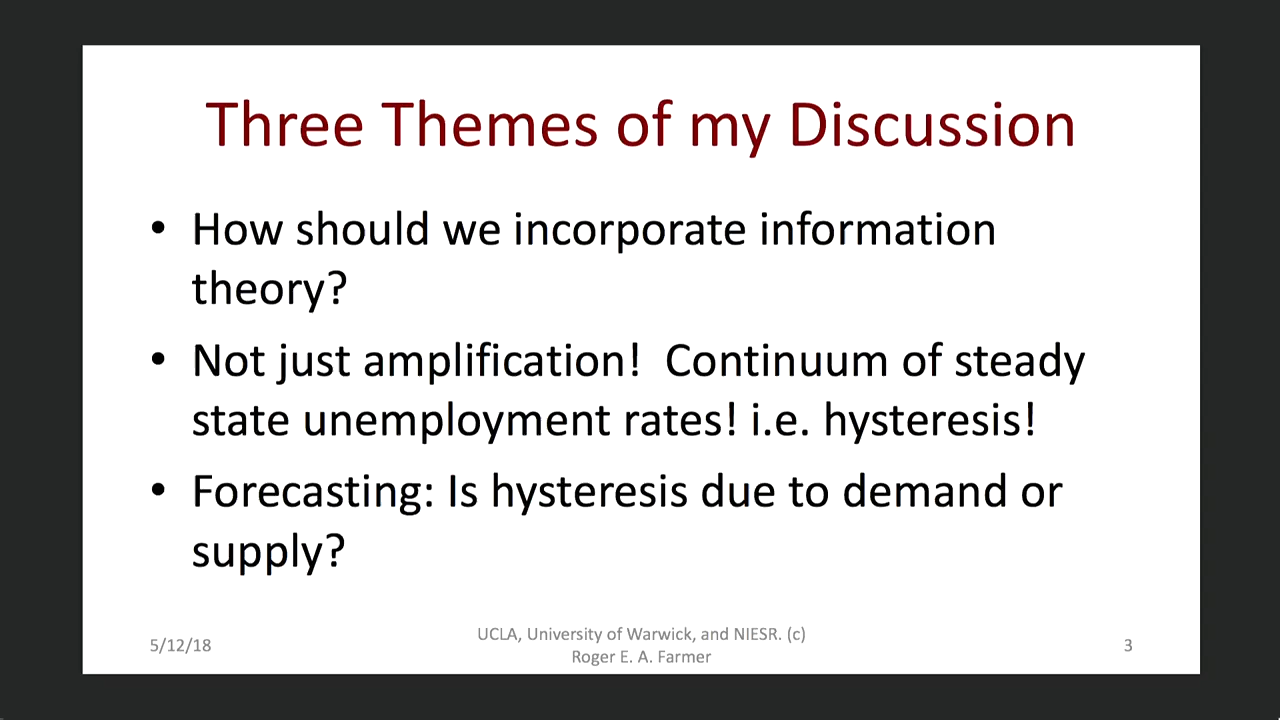 Three Themes of my Discussion
• How should we incorporate information
theory?
• Not just amplification!  Continuum of steady
state unemployment rates! i.e. hysteresis!
• Forecasting: Is hysteresis due to demand or
supply?
5/12/18
UCLA, University of Warwick, and NIESR. (c)
Roger E. A. Farmer
3